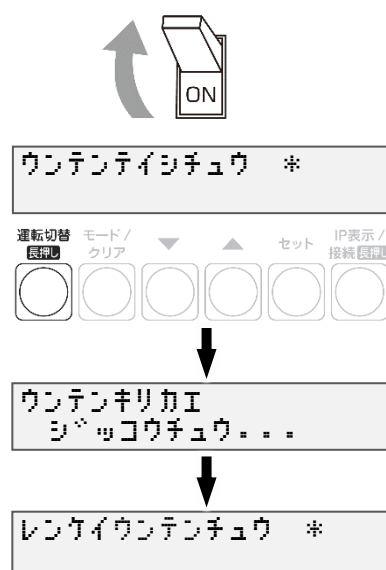 ON
ウンテンテイシチュウ　＊
運転切替
長押し
モード/
クリア
▼
▲
セット
IP表示/
接続 長押し
ウンテンキリカエ
ジッコウチュウ...
レンケイウンテンチュウ　＊